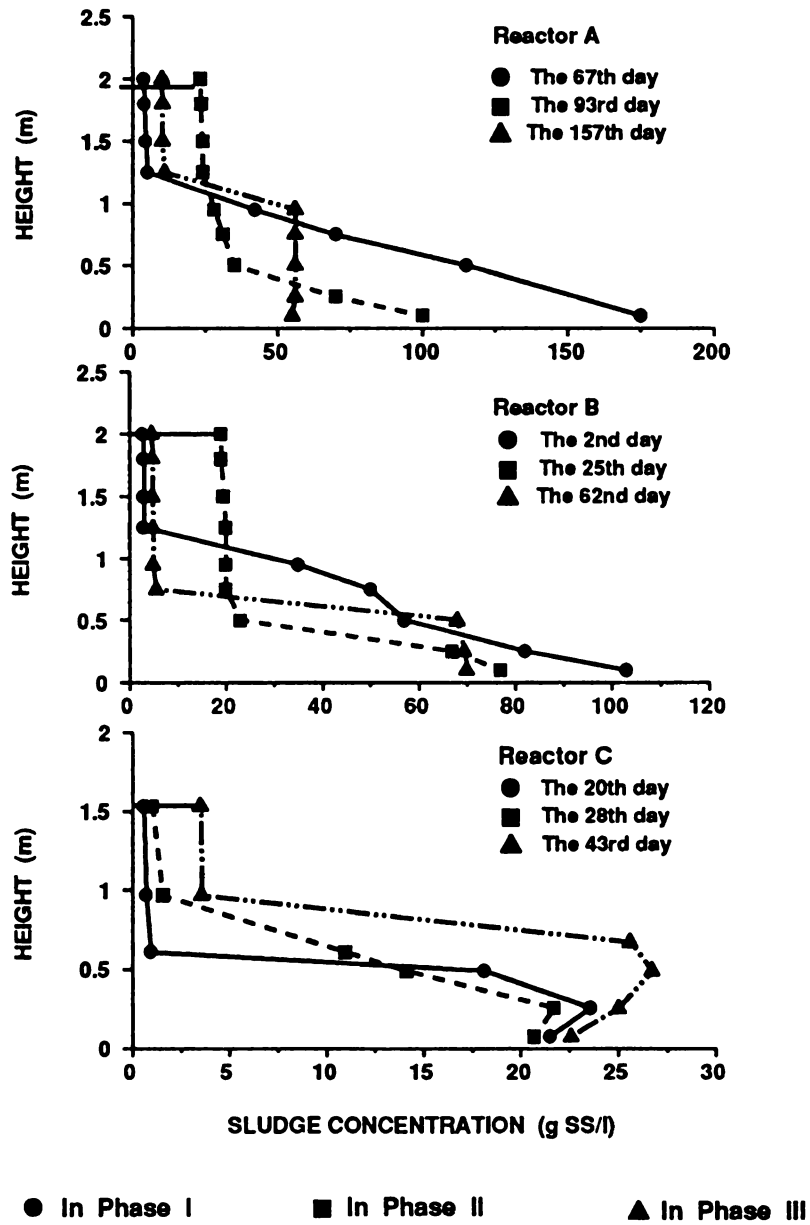 Reactor A
The 67th day
The 93rd day
The 157th day
HEIGHT (m)
2.5
2
1.5
1
0.5
0
0 50 100 150 200
Reactor B
The 2nd day
The 25th day
The 62nd day
HEIGHT (m)
2.5
2
1.5
1
0.5
0
0 20 40 60 80 100 120
Reactor C
The 20th day
The 28th day
The 43rd day
HEIGHT (m)
2
1.5
1
0.5
0
0 5 10 15 20 25 30
SLUDGE CONCENTRATION (g SS/l)
In Phase I In Phase II In Phase III